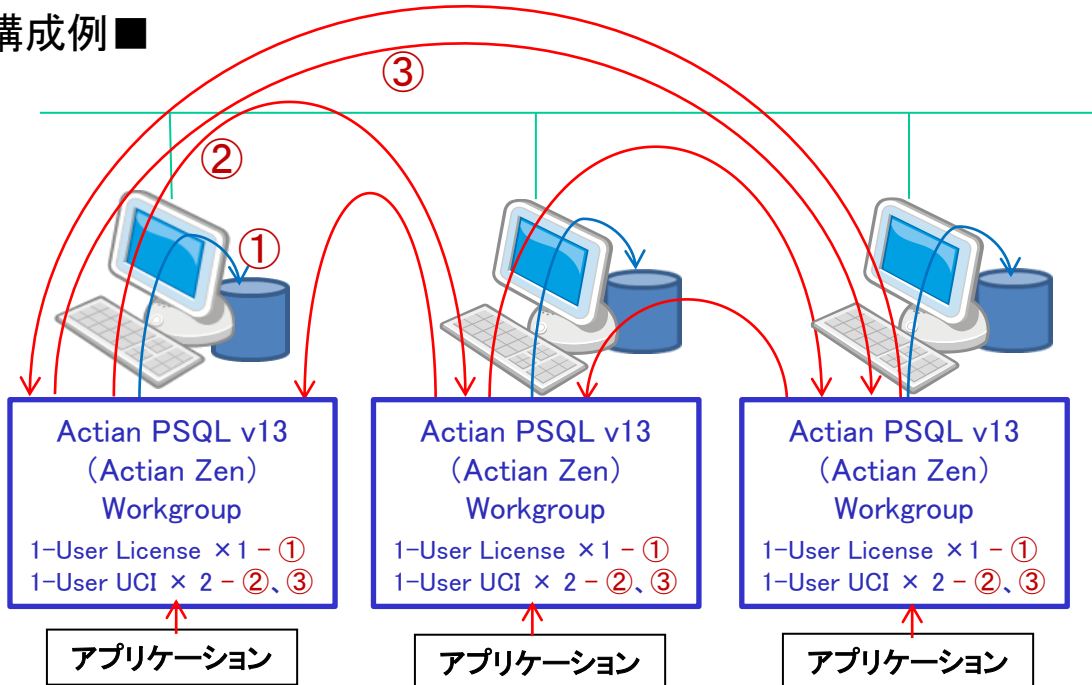 構成例■
③
②
①
Actian PSQL v13
(Actian Zen)
Workgroup
1-User License ×1 - ①
1-User UCI × 2 - ②、③
アプリケーション
Actian PSQL v13
(Actian Zen)
Workgroup
1-User License ×1 - ①
1-User UCI × 2 - ②、③
アプリケーション
Actian PSQL v13
(Actian Zen)
Workgroup
1-User License ×1 - ①
1-User UCI × 2 - ②、③
アプリケーション